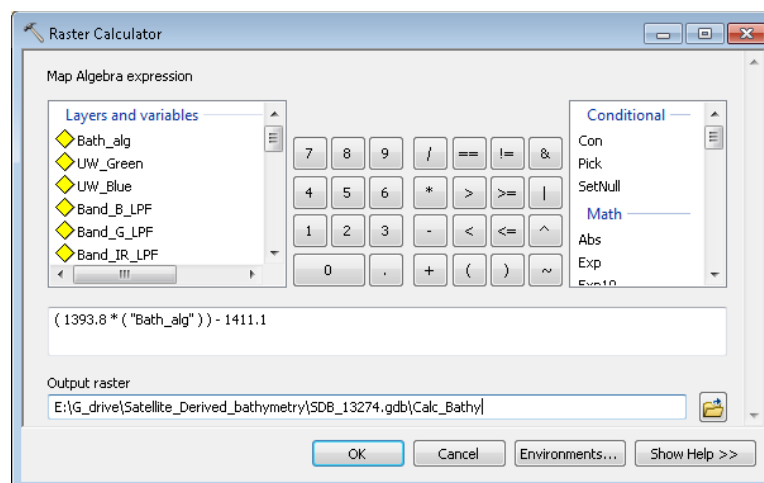 Raster Calculator
Map Algebra expression
Layers and variables
Bath_alg
UW_Green
UW_Blue
Band_B_LPF
Band_G_LPF
Band_IR_LPF
7 8 9 / == != &
4 5 6 * > >= |
1 2 3 - < <= ^
0 . + ( ) ~
Conditional
Con
Pick
SetNull
Math
Abs
Exp
Exp10
( 1393.8 * ( "Bath_alg" ) ) - 1411.1
Output raster
E:\G_drive\Satellite_Derived_bathymetry\SDB_13274.gdb\Calc_Bathy
OK Cancel Environments... Show Help >>